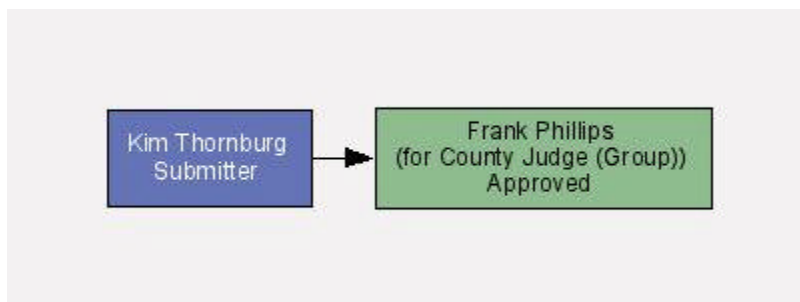 Kim Thornburg
Submitter
Frank Phillips
(for County Judge (Group))
Approved